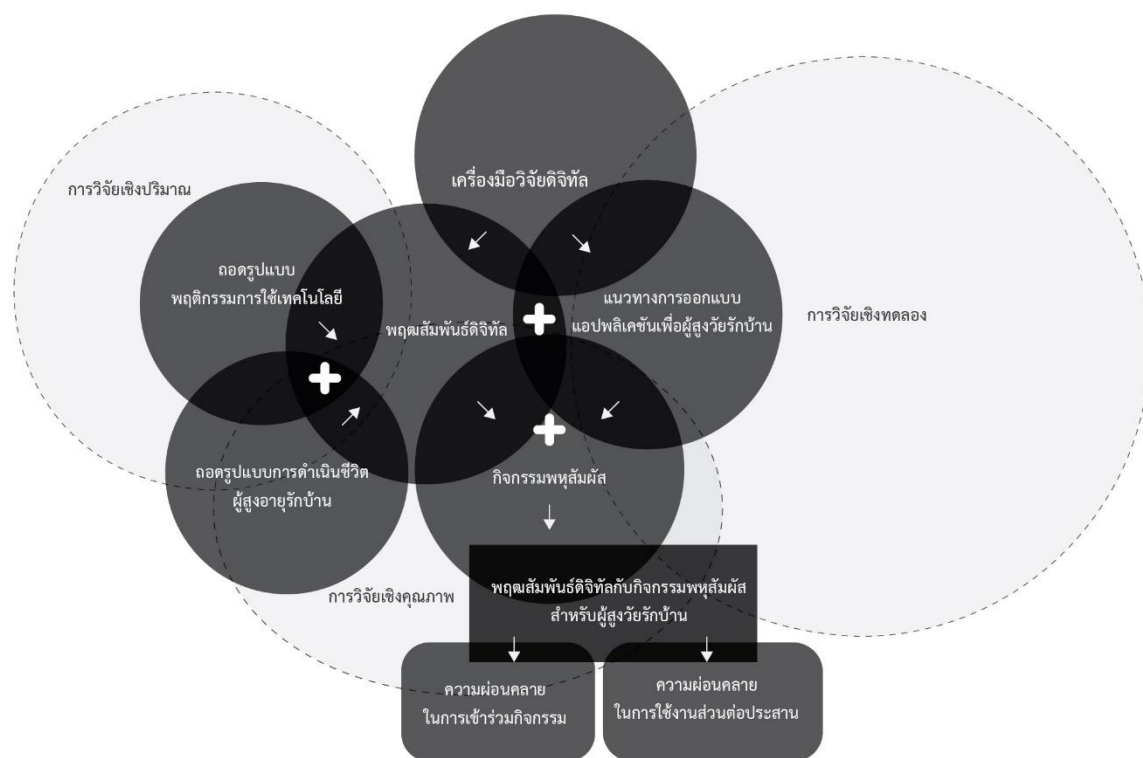 เครื่องมือวิจัยดิจิทัล
การวิจัยเชิงปริมาณ
ถอดรูปแบบ
พฤติกรรมการใช้เทคโนโลยี
พฤฒสัมพันธ์ดิจิทัล
แนวทางการออกแบบ
แอปพลิเคชันเพื่อผู้สูงวัยรักบ้าน
การวิจัยเชิงทดลอง
ถอดรูปแบบการดำเนินชีวิต
ผู้สูงอายุรักบ้าน
กิจกรรมพหุสัมผัส
การวิจัยเชิงคุณภาพ
พฤฒสัมพันธ์ดิจิทัลกับกิจกรรมพหุสัมผัส
สำหรับผู้สูงวัยรักบ้าน
ความผ่อนคลาย
ในการเข้าร่วมกิจกรรม
ความผ่อนคลาย
ในการใช้งานส่วนต่อประสาน